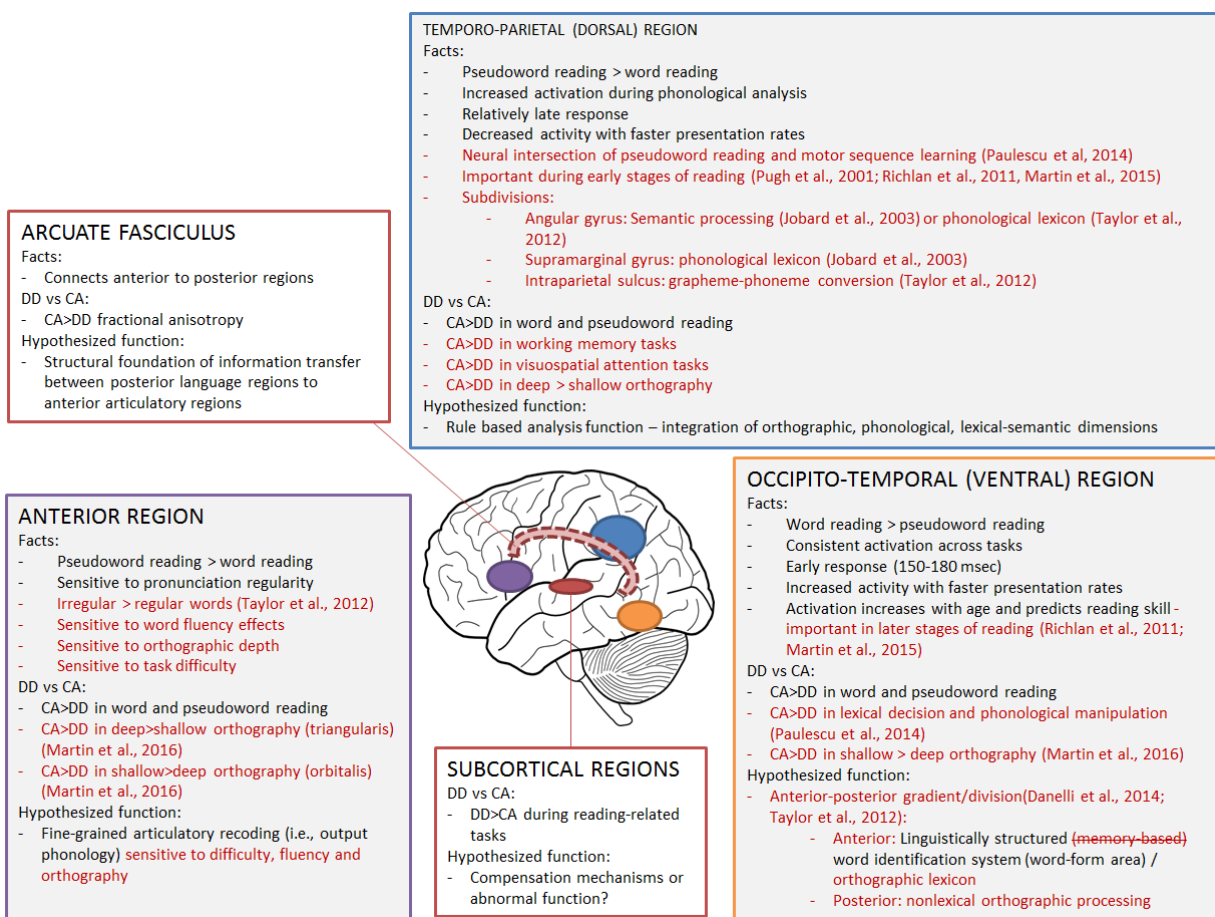 TEMPORO-PARIETAL (DORSAL) REGION
Facts:
- Pseudoword reading > word reading
- Increased activation during phonological analysis
- Relatively late response
- Decreased activity with faster presentation rates
- Neural intersection of pseudoword reading and motor sequence learning (Paulescu et al, 2014)
- Important during early stages of reading (Pugh et al., 2001; Richlan et al., 2011, Martin et al., 2015)
- Subdivisions:
- Angular gyrus: Semantic processing (Jobard et al., 2003) or phonological lexicon (Taylor et al.,
2012)
- Supramarginal gyrus: phonological lexicon (Jobard et al., 2003)
- Intraparietal sulcus: grapheme-phoneme conversion (Taylor et al., 2012)
DD vs CA:
- CA>DD in word and pseudoword reading
- CA>DD in working memory tasks
- CA>DD in visuospatial attention tasks
- CA>DD in deep > shallow orthography
Hypothesized function:
- Rule based analysis function – integration of orthographic, phonological, lexical-semantic dimensions
ARCUATE FASCICULUS
Facts:
- Connects anterior to posterior regions
DD vs CA:
- CA>DD fractional anisotropy
Hypothesized function:
- Structural foundation of information transfer
between posterior language regions to
anterior articulatory regions
ANTERIOR REGION
Facts:
- Pseudoword reading > word reading
- Sensitive to pronunciation regularity
- Irregular > regular words (Taylor et al., 2012)
- Sensitive to word fluency effects
- Sensitive to orthographic depth
- Sensitive to task difficulty
DD vs CA:
- CA>DD in word and pseudoword reading
- CA>DD in deep>shallow orthography (triangularis)
(Martin et al., 2016)
- CA>DD in shallow>deep orthography (orbitalis)
(Martin et al., 2016)
Hypothesized function:
- Fine-grained articulatory recoding (i.e., output
phonology) sensitive to difficulty, fluency and
orthography
SUBCORTICAL REGIONS
DD vs CA:
- DD>CA during reading-related
tasks
Hypothesized function:
- Compensation mechanisms or
abnormal function?
OCCIPITO-TEMPORAL (VENTRAL) REGION
Facts:
- Word reading > pseudoword reading
- Consistent activation across tasks
- Early response (150-180 msec)
- Increased activity with faster presentation rates
- Activation increases with age and predicts reading skill -
important in later stages of reading (Richlan et al., 2011;
Martin et al., 2015)
DD vs CA:
- CA>DD in word and pseudoword reading
- CA>DD in lexical decision and phonological manipulation
(Paulescu et al., 2014)
- CA>DD in shallow > deep orthography (Martin et al., 2016)
Hypothesized function:
- Anterior-posterior gradient/division(Danelli et al., 2014;
Taylor et al., 2012):
- Anterior: Linguistically structured (memory-based)
word identification system (word-form area) /
orthographic lexicon
- Posterior: nonlexical orthographic processing